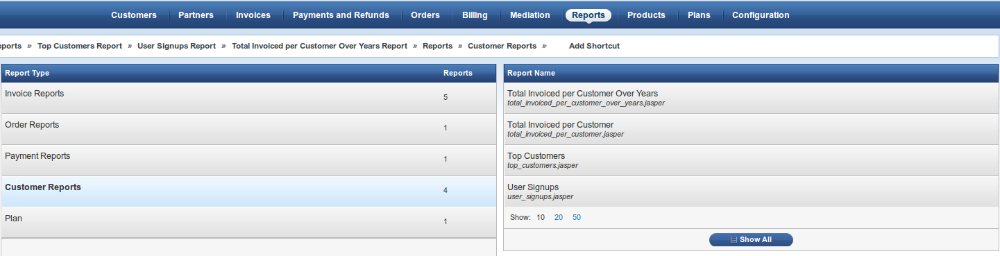 Customers Partners Invoices Payments and Refunds Orders Billing Mediation Reports Products Plans Configuration
eports » Top Customers Report » User Signups Report » Total Invoiced per Customer Over Years Report » Reports » Customer Reports » Add Shortcut
Report Type Reports
Invoice Reports 5
Order Reports 1
Payment Reports 1
Customer Reports 4
Plan 1
Report Name
Total Invoiced per Customer Over Years
total_invoiced_per_customer_over_years.jasper
Total Invoiced per Customer
total_invoiced_per_customer.jasper
Top Customers
top_customers.jasper
User Signups
user_signups.jasper
Show: 10 20 50
Show All